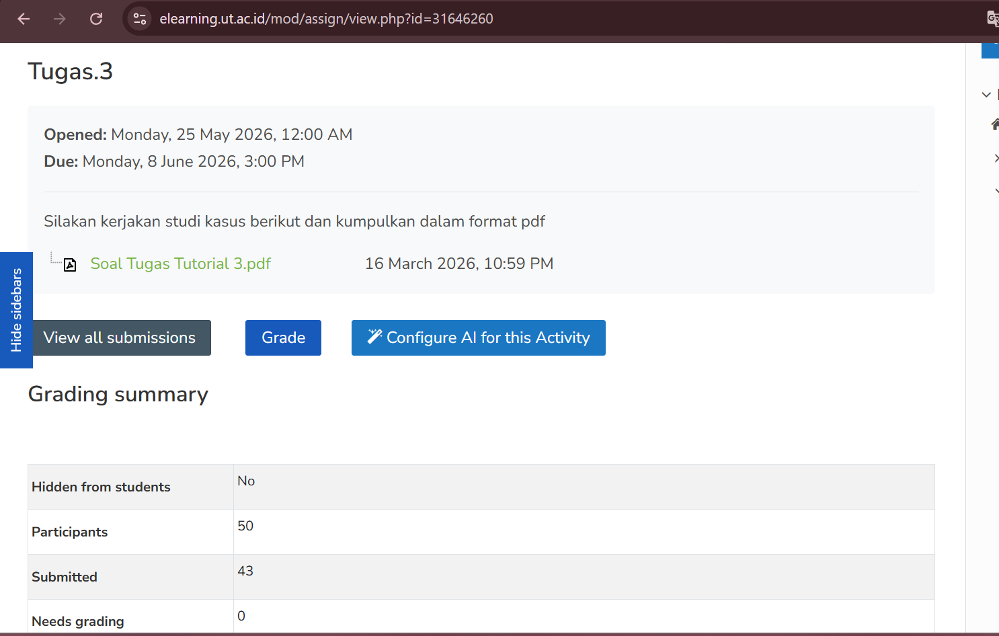 elearning.ut.ac.id/mod/assign/view.php?id=31646260
Tugas.3
Opened: Monday, 25 May 2026, 12:00 AM
Due: Monday, 8 June 2026, 3:00 PM
Silakan kerjakan studi kasus berikut dan kumpulkan dalam format pdf
Soal Tugas Tutorial 3.pdf 16 March 2026, 10:59 PM
Hide sidebars
View all submissions Grade Configure AI for this Activity
Grading summary
Hidden from students No
Participants 50
Submitted 43
Needs grading 0